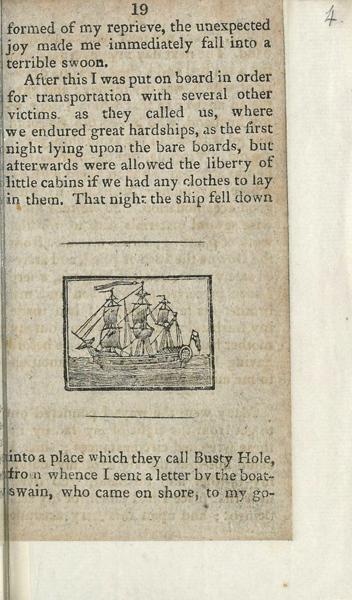 19
4.
formed of my reprieve, the unexpected
joy made me immediately fall into a
terrible swoon.
After this I was put on board in order
for transportation with several other
victims. as they called us, where
we endured great hardships, as the first
night lying upon the bare boards, but
afterwards were allowed the liberty of
little cabins if we had any clothes to lay
in them. That night the ship fell down
into a place which they call Busty Hole,
from whence I sent a letter by the boat-
swain, who came on shore, to my go-